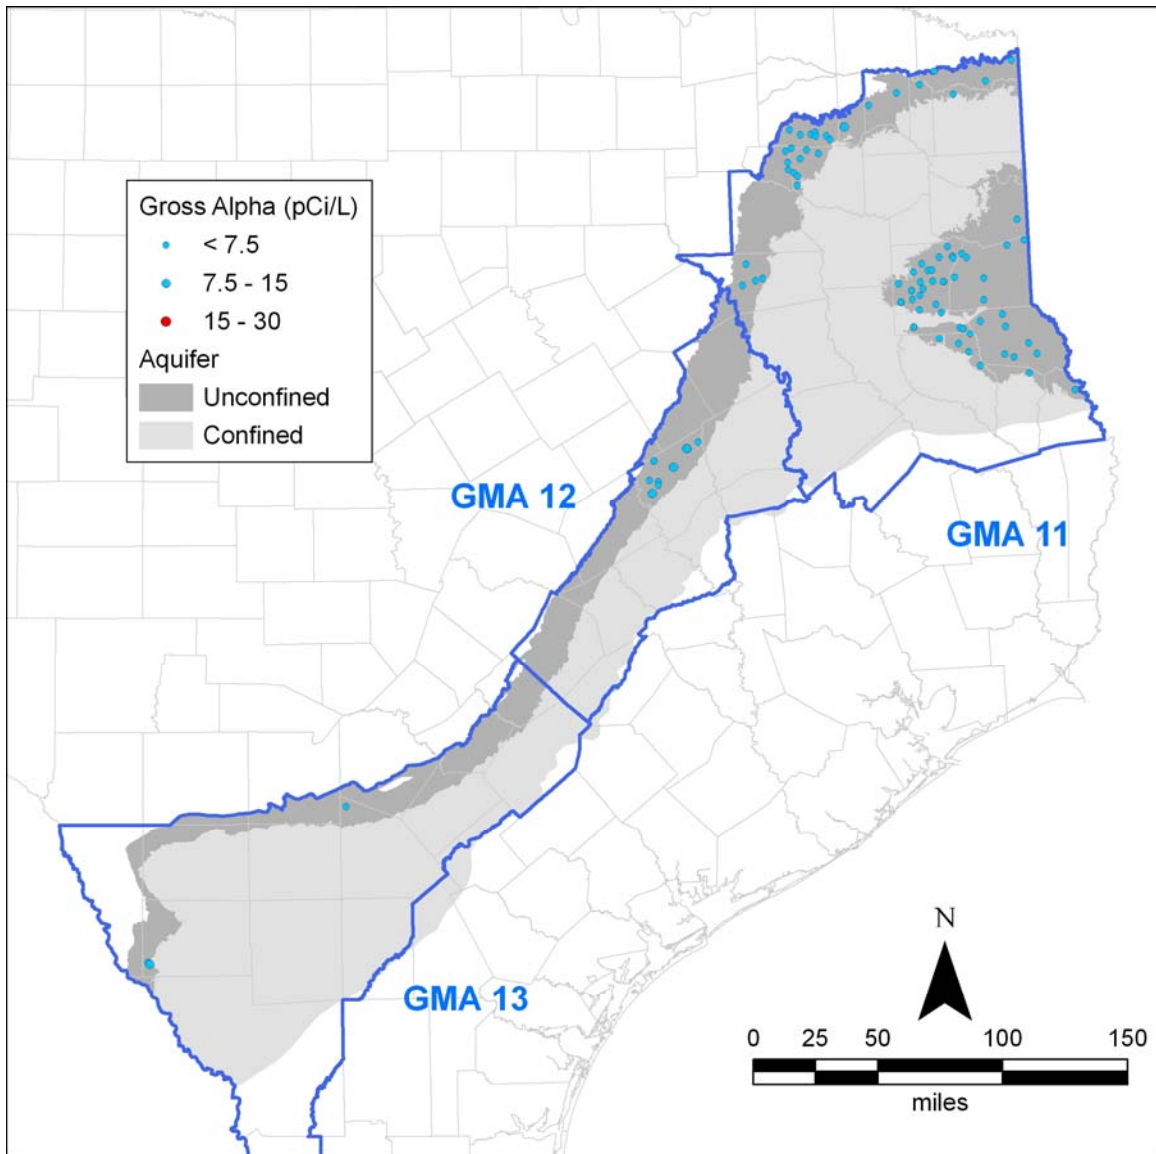 Gross Alpha (pCi/L)
< 7.5
7.5 - 15
15 - 30
Aquifer
Unconfined
Confined
GMA 12
GMA 11
GMA 13
N
0 25 50 100 150
miles